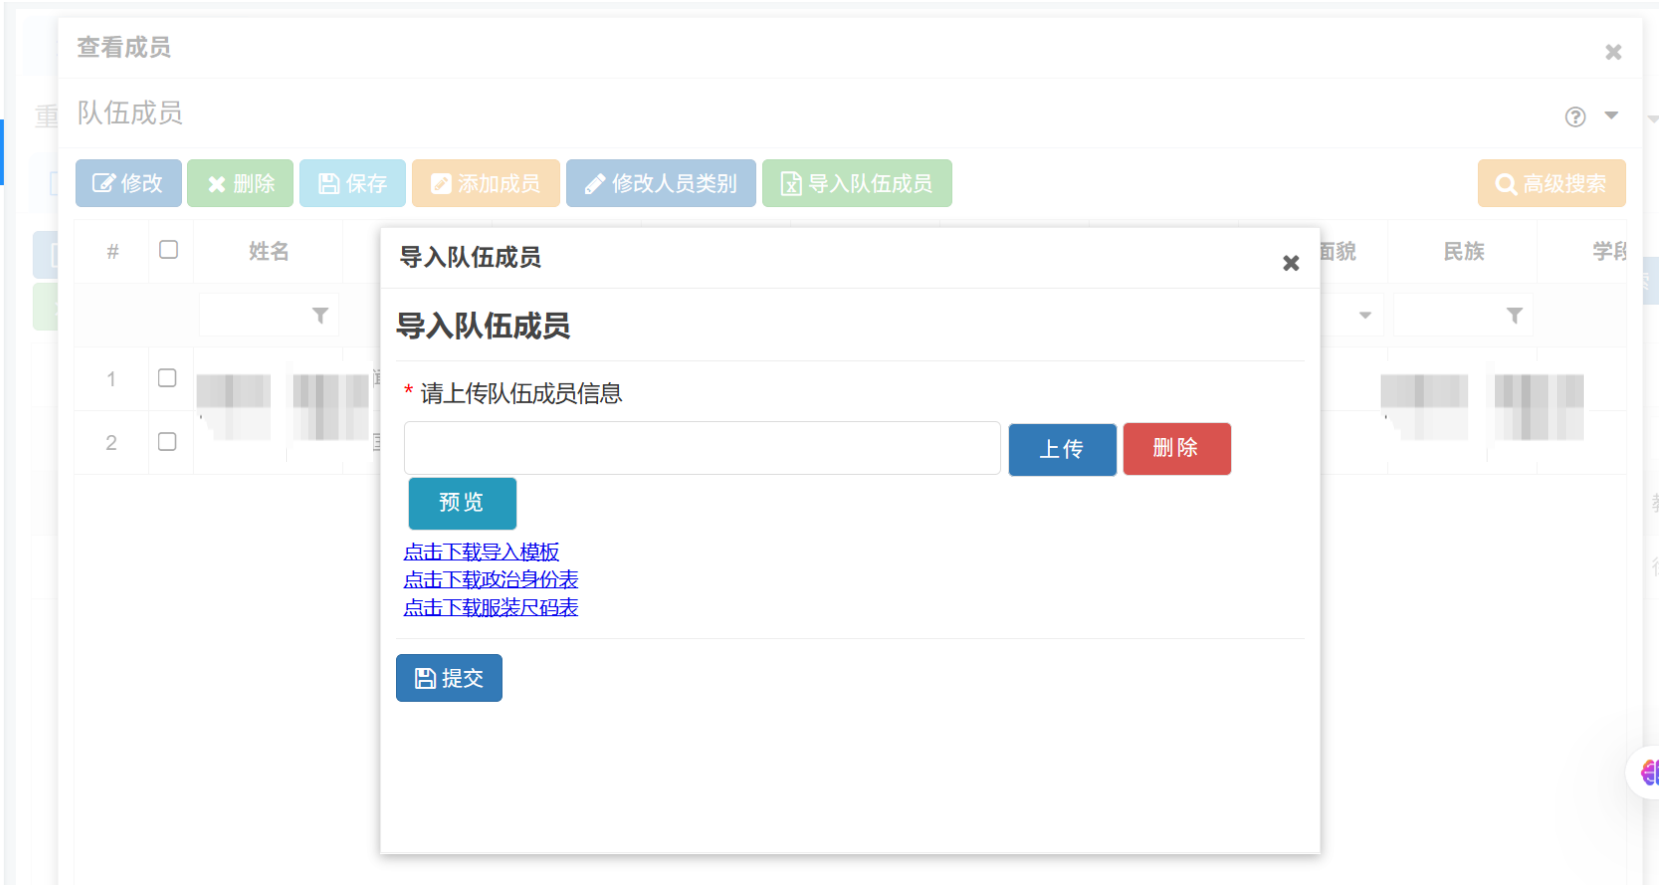 查看成员
队伍成员
修改 删除 保存 添加成员 修改人员类别 导入队伍成员 高级搜索
# 姓名 面貌 民族 学段
1
2
导入队伍成员
导入队伍成员
* 请上传队伍成员信息
上传 删除
预览
点击下载导入模板
点击下载政治身份表
点击下载服装尺码表
提交